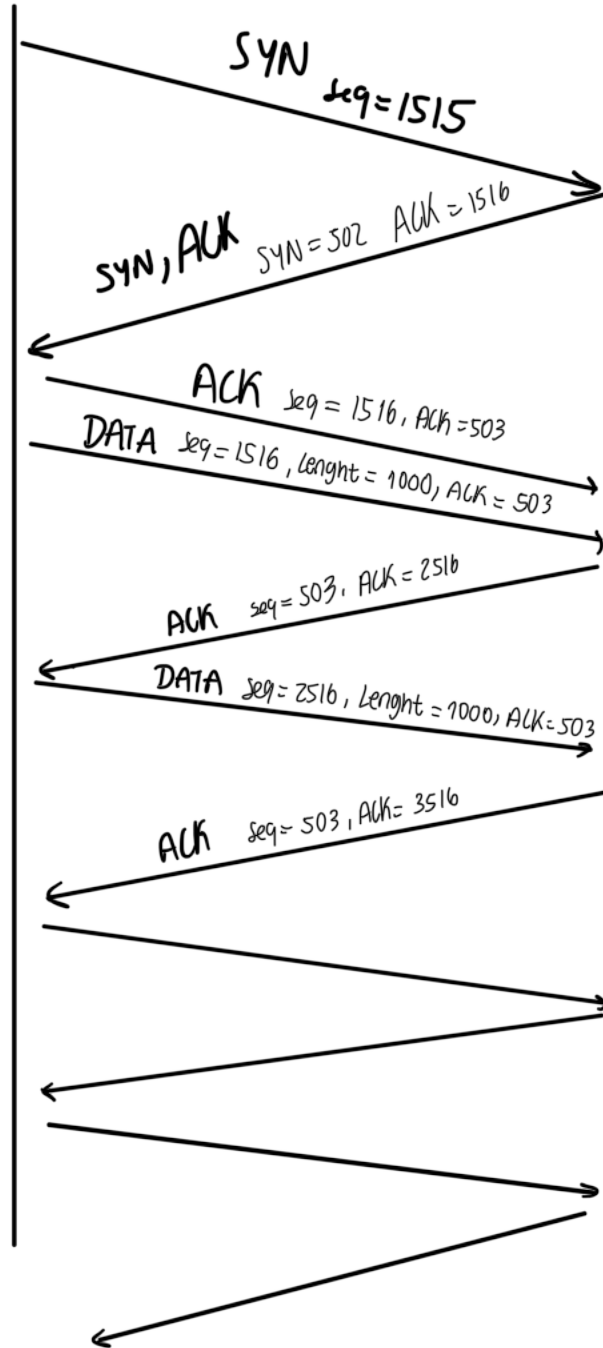 SYN
seq=1515
SYN, ACK SYN=502 ACK=1516
ACK seq=1516, ACK=503
DATA seq=1516, Lenght=1000, ACK=503
ACK seq=503, ACK=2516
DATA seq=2516, Lenght=1000, ACK=503
ACK seq=503, ACK=3516